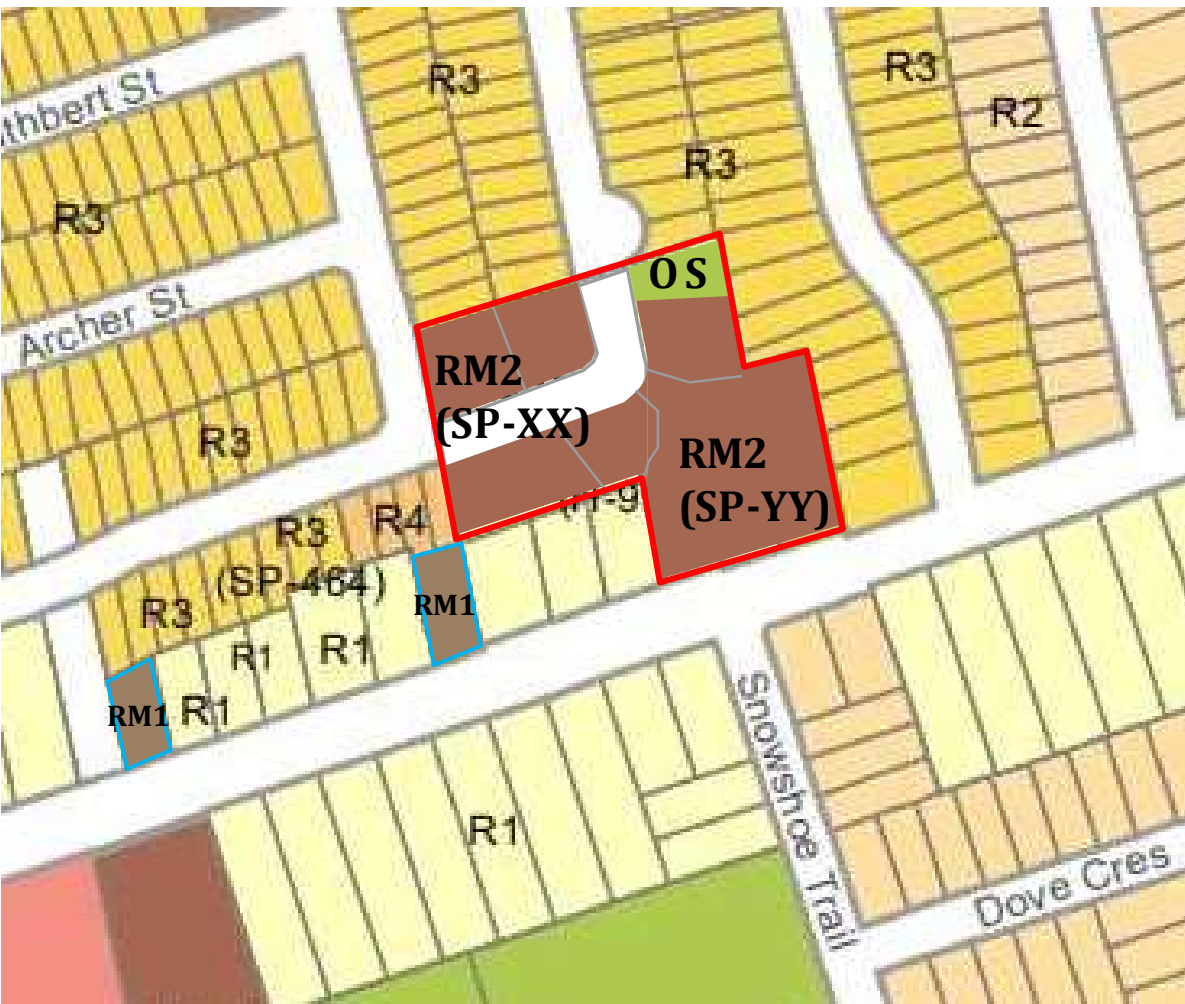 R3
R3
R2
thbert St
R3
R3
OS
Archer St
RM2
(SP-XX)
R3
RM2
(SP-YY)
R3
R4
(SP-464)
R3
RM1
R1
R1
RM1
R1
Snowshoe Trail
R1
Dove Cres